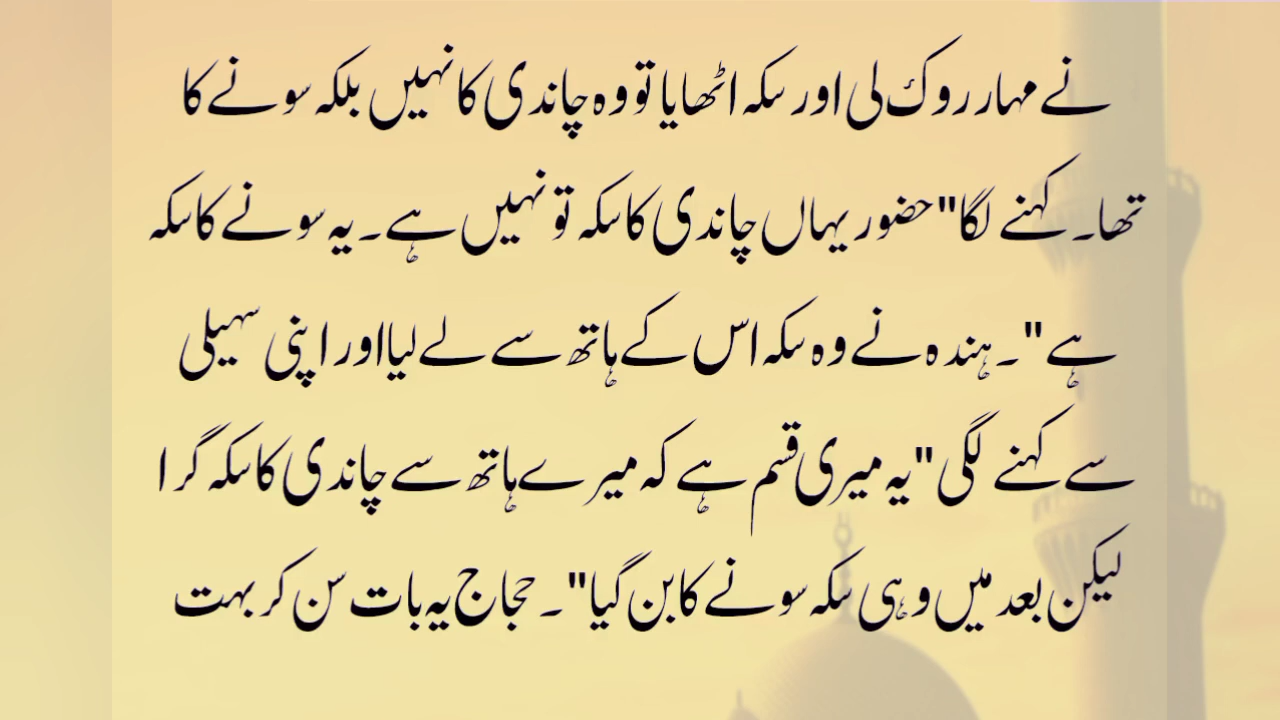 نے مہار روک لی اور سکہ اٹھایا تو وہ چاندی کا نہیں بلکہ سونے کا
تھا۔ کہنے لگا "حضور یہاں چاندی کا سکہ تو نہیں ہے۔ یہ سونے کا سکہ
ہے"۔ ہندہ نے وہ سکہ اس کے ہاتھ سے لے لیا اور اپنی سہیلی
سے کہنے لگی "یہ میری قسم ہے کہ میرے ہاتھ سے چاندی کا سکہ گرا
لیکن بعد میں وہی سکہ سونے کا بن گیا"۔ حجاج یہ بات سن کر بہت